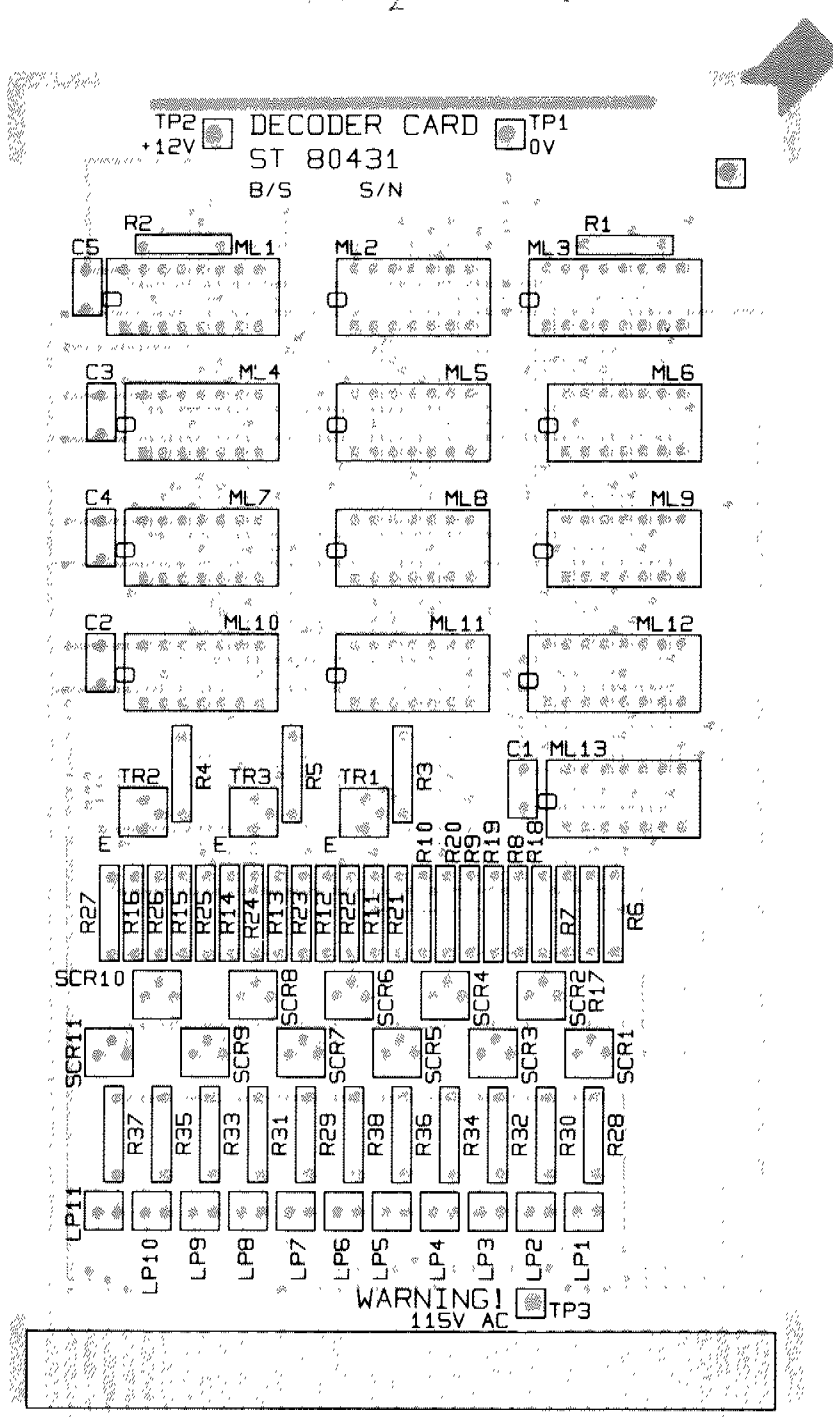 TP2 DECODER CARD TP1
+12V 0V
ST 80431
B/S S/N
R2 R1
C5 ML1 ML2 ML3
C3 ML4 ML5 ML6
C4 ML7 ML8 ML9
C2 ML10 ML11 ML12
R4 R5 R3
C1 ML13
TR2 TR3 TR1
E E E
R10 R20 R9 R19 R8 R18
R27 R16 R26 R15 R25 R14 R24 R13 R23 R12 R22 R11 R21 R7 R6
SCR10 SCR8 SCR6 SCR4 SCR2 R17
SCR11 SCR9 SCR7 SCR5 SCR3 SCR1
R37 R35 R33 R31 R29 R38 R36 R34 R32 R30 R28
LP11 LP10 LP9 LP8 LP7 LP6 LP5 LP4 LP3 LP2 LP1
WARNING! TP3
115V AC